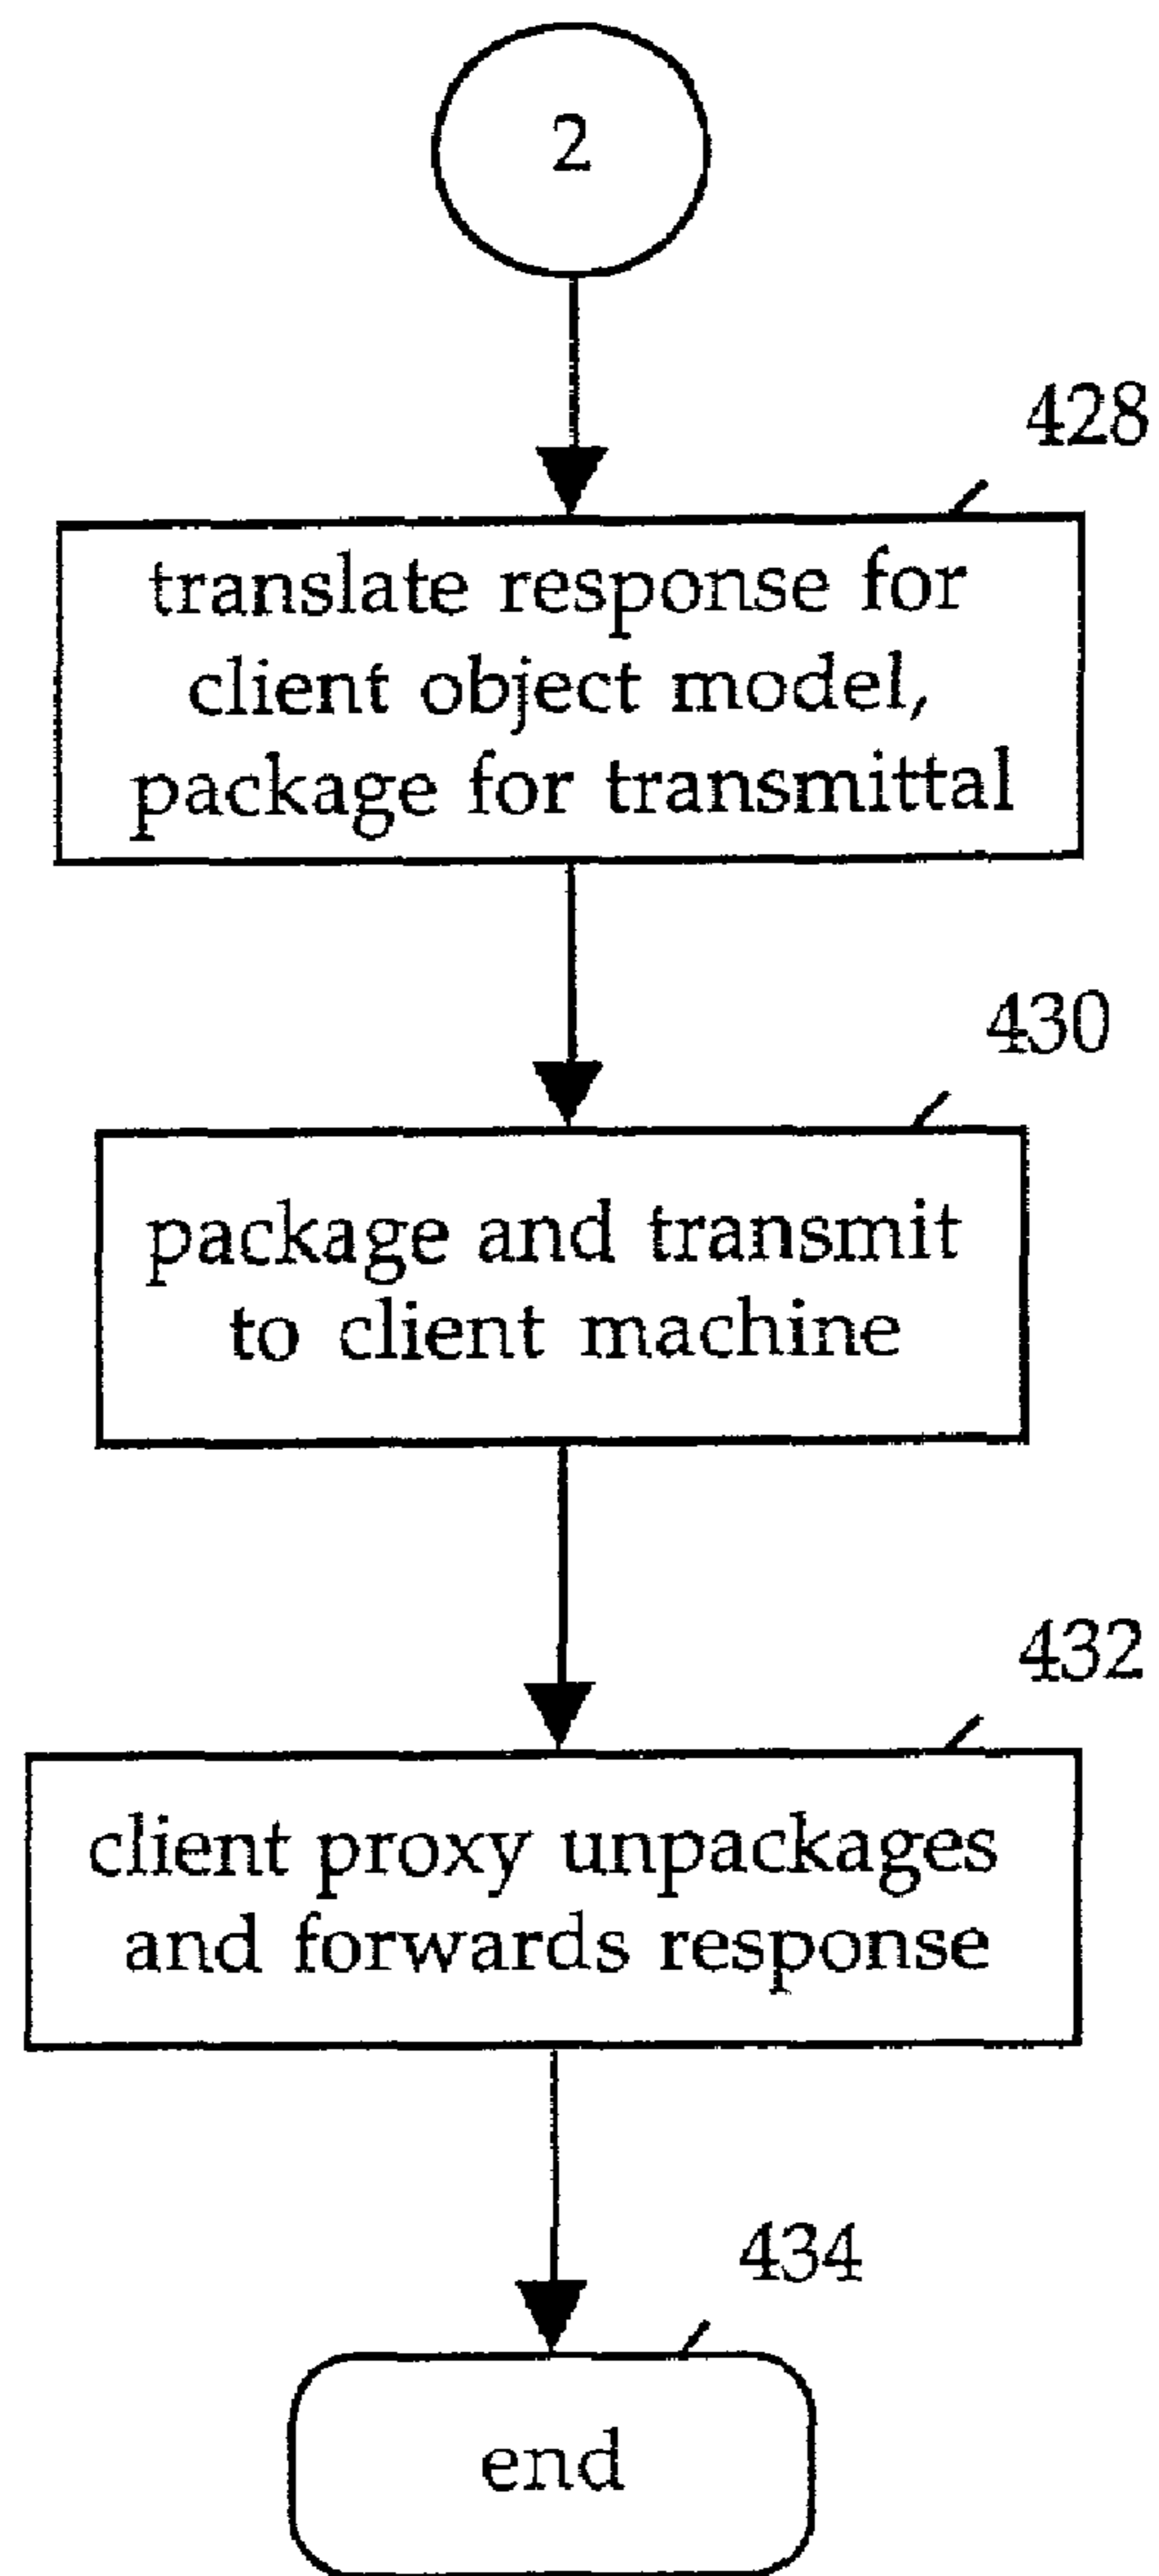 2
428
translate response for
client object model,
package for transmittal
430
package and transmit
to client machine
432
client proxy unpackages
and forwards response
434
end